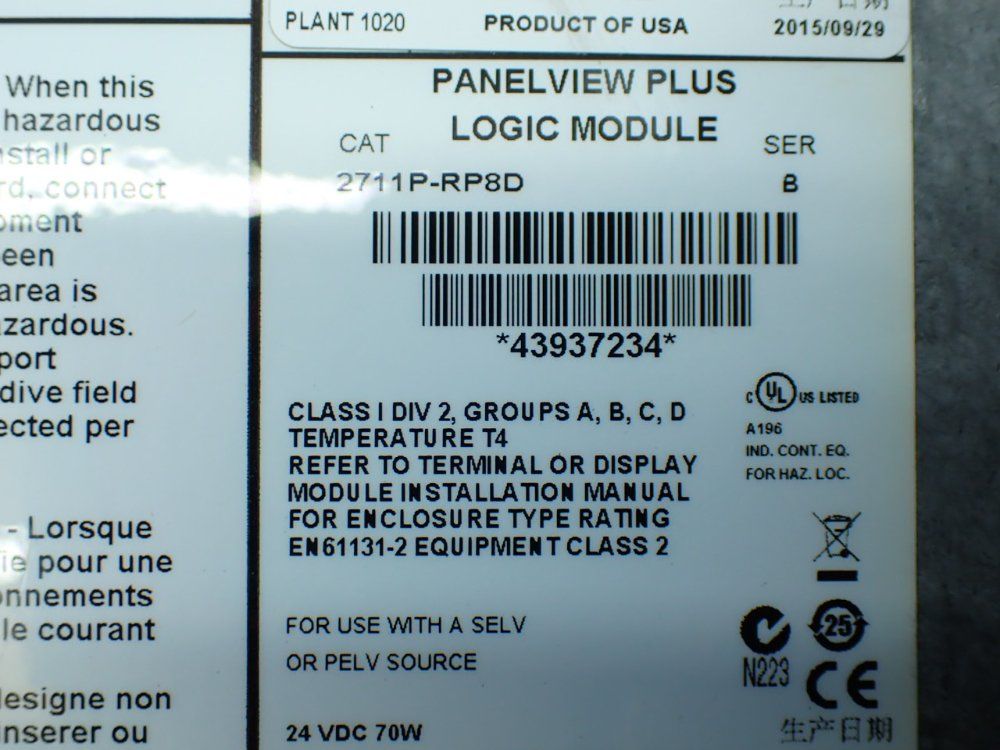 When this
hazardous
nstall or
rd, connect
pment
een
area is
azardous.
port
dive field
ected per
- Lorsque
ie pour une
onnements
le courant
designe non
inserer ou
PLANT 1020
PRODUCT OF USA
2015/09/29
PANELVIEW PLUS
LOGIC MODULE
CAT
SER
2711P-RP8D
B
*43937234*
CLASS I DIV 2, GROUPS A, B, C, D
TEMPERATURE T4
REFER TO TERMINAL OR DISPLAY
MODULE INSTALLATION MANUAL
FOR ENCLOSURE TYPE RATING
EN61131-2 EQUIPMENT CLASS 2
C UL US LISTED
A196
IND. CONT. EQ.
FOR HAZ. LOC.
FOR USE WITH A SELV
OR PELV SOURCE
25
N223
CE
24 VDC 70W
生产日期